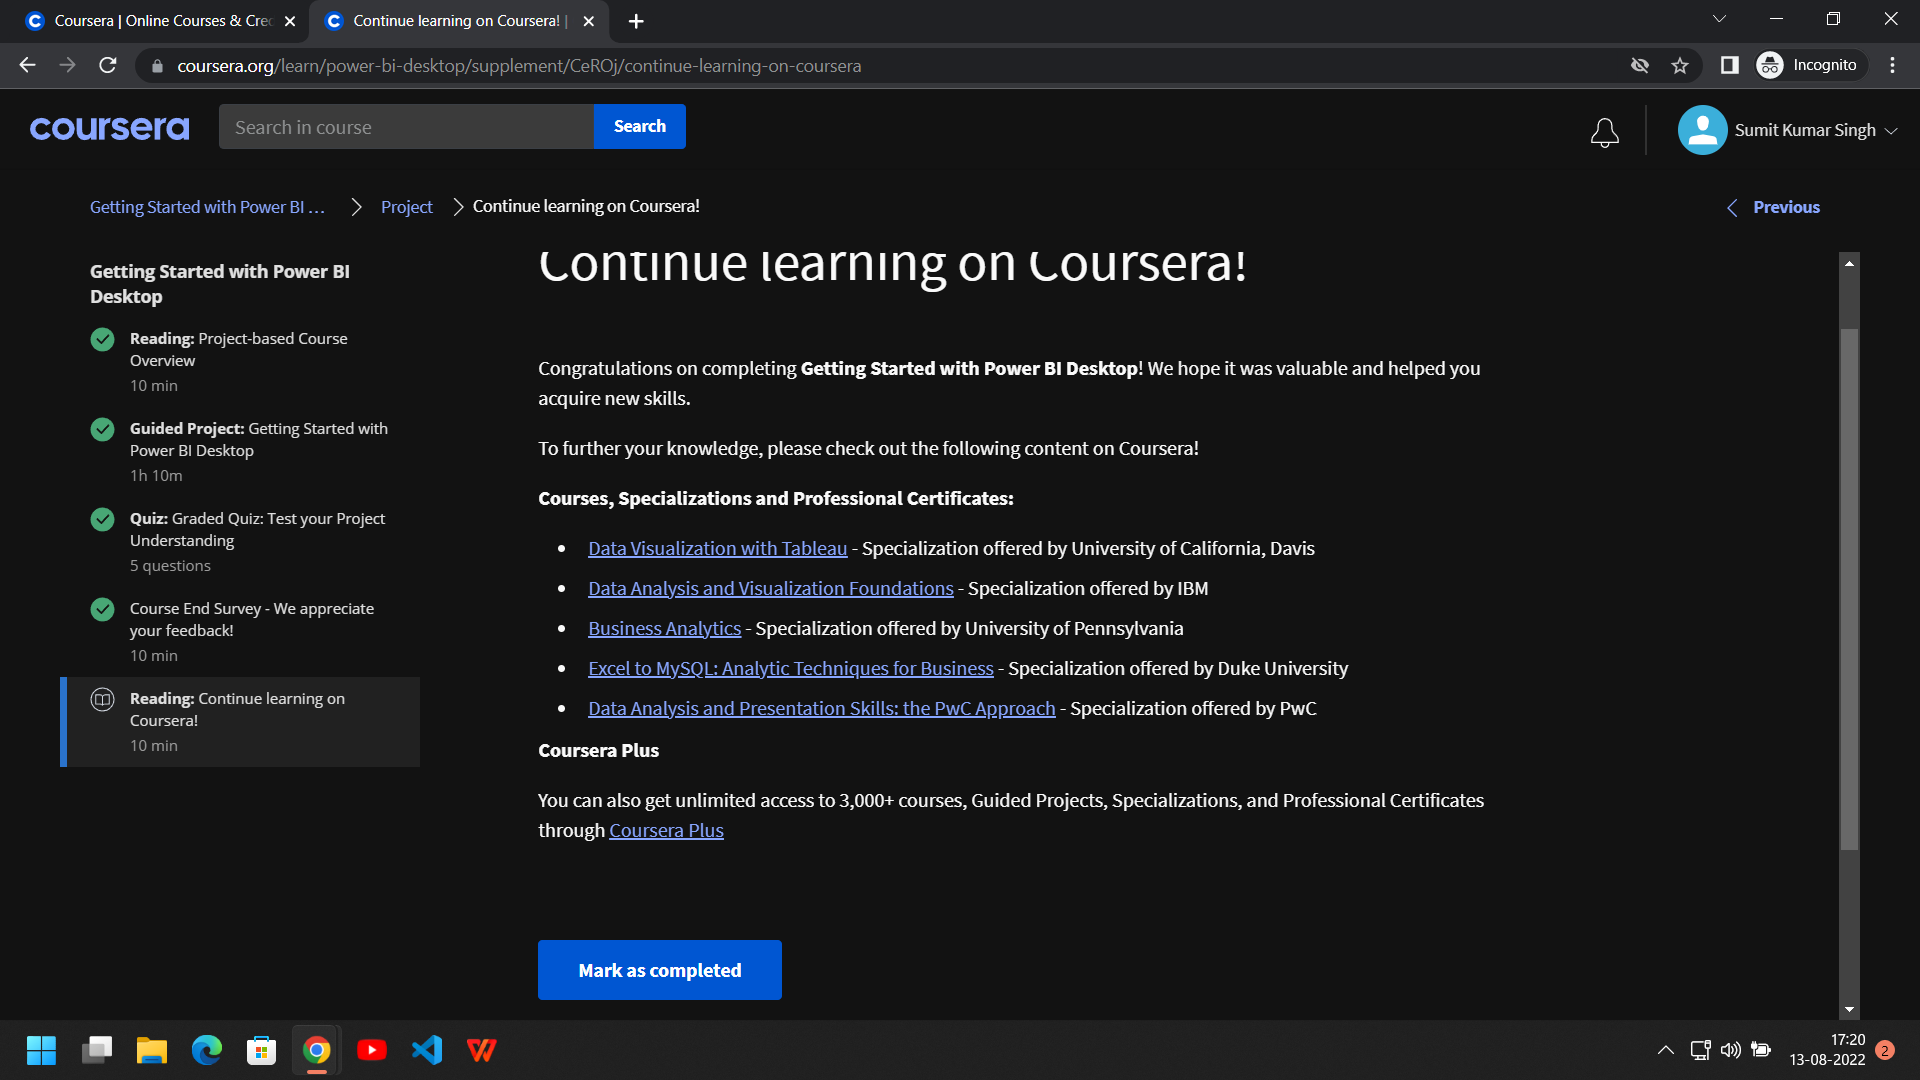 Coursera | Online Courses & Cre
Continue learning on Coursera! |
coursera.org/learn/power-bi-desktop/supplement/CeROj/continue-learning-on-coursera
Incognito
coursera
Search in course
Search
Sumit Kumar Singh
Getting Started with Power BI ...
Project
Continue learning on Coursera!
Previous
Getting Started with Power BI
Desktop
Reading: Project-based Course
Overview
10 min
Guided Project: Getting Started with
Power BI Desktop
1h 10m
Quiz: Graded Quiz: Test your Project
Understanding
5 questions
Course End Survey - We appreciate
your feedback!
10 min
Reading: Continue learning on
Coursera!
10 min
Continue learning on Coursera!
Congratulations on completing Getting Started with Power BI Desktop! We hope it was valuable and helped you
acquire new skills.
To further your knowledge, please check out the following content on Coursera!
Courses, Specializations and Professional Certificates:
• Data Visualization with Tableau - Specialization offered by University of California, Davis
• Data Analysis and Visualization Foundations - Specialization offered by IBM
• Business Analytics - Specialization offered by University of Pennsylvania
• Excel to MySQL: Analytic Techniques for Business - Specialization offered by Duke University
• Data Analysis and Presentation Skills: the PwC Approach - Specialization offered by PwC
Coursera Plus
You can also get unlimited access to 3,000+ courses, Guided Projects, Specializations, and Professional Certificates
through Coursera Plus
Mark as completed
17:20
13-08-2022
2